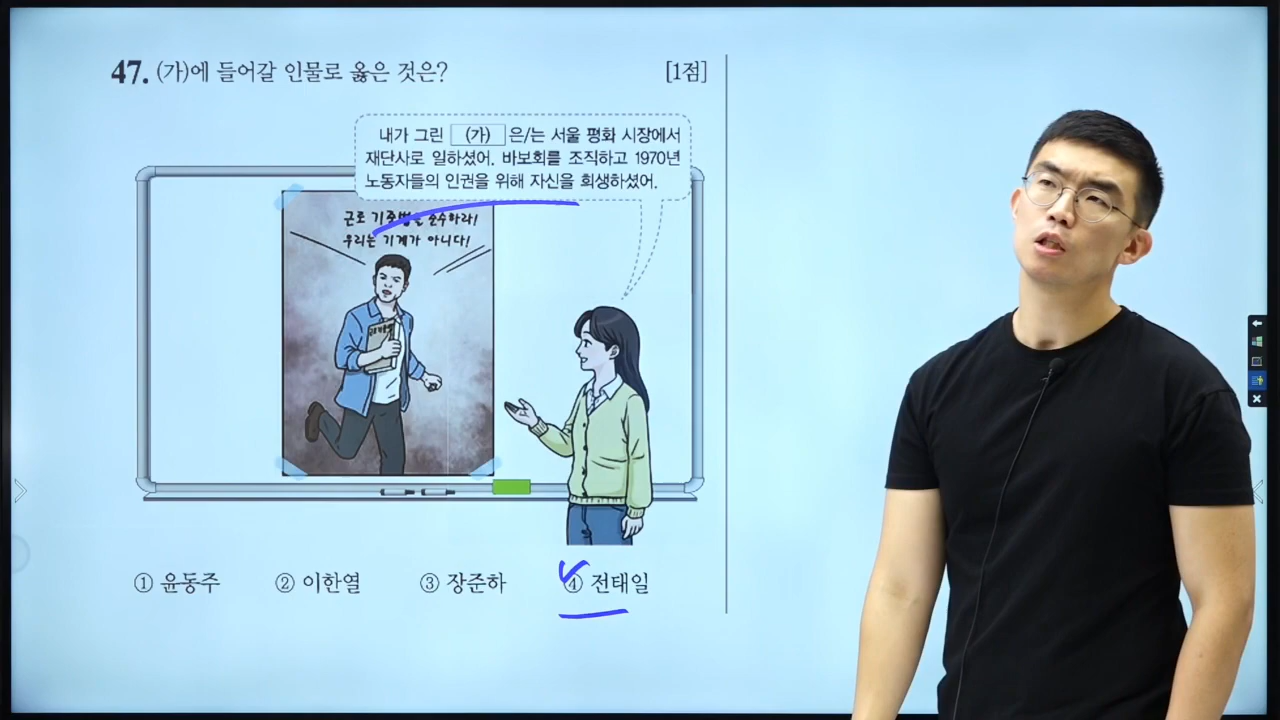 47. (가)에 들어갈 인물로 옳은 것은? [1점]
내가 그린 (가) 은/는 서울 평화 시장에서
재단사로 일하셨어. 바보회를 조직하고 1970년
노동자들의 인권을 위해 자신을 희생하셨어.
근로 기준법을 준수하라!
우리는 기계가 아니다!
① 윤동주 ② 이한열 ③ 장준하 ④ 전태일